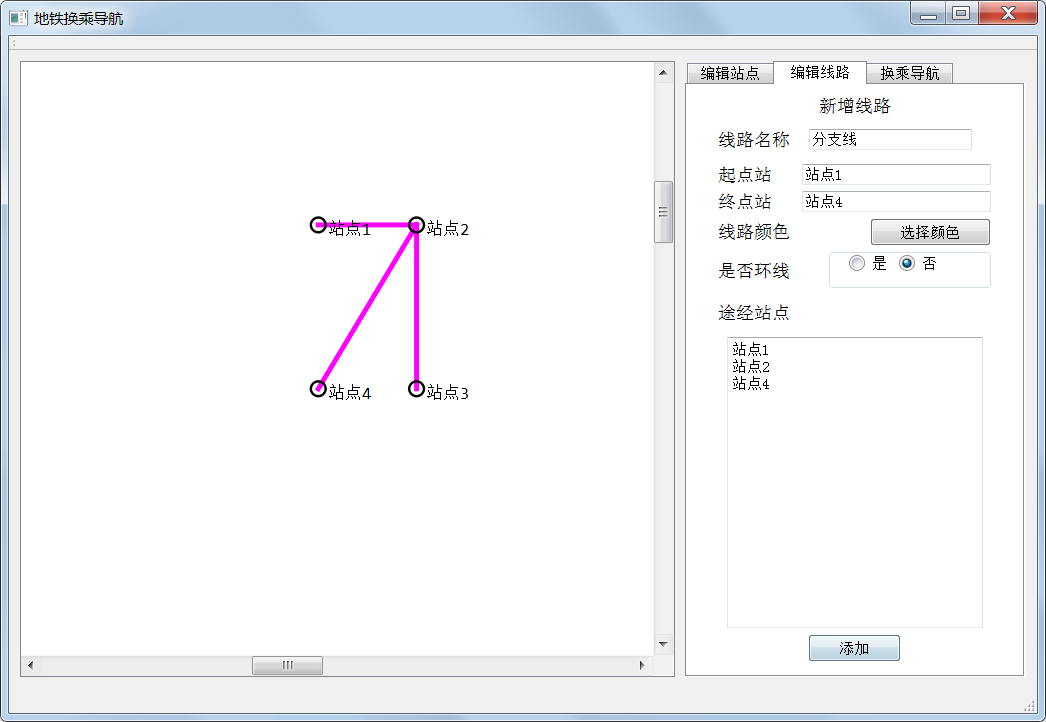 地铁换乘导航
站点1
站点2
站点4
站点3
编辑站点
编辑线路
换乘导航
新增线路
线路名称 分支线
起点站 站点1
终点站 站点4
线路颜色 选择颜色
是否环线 是 否
途经站点
站点1
站点2
站点4
添加